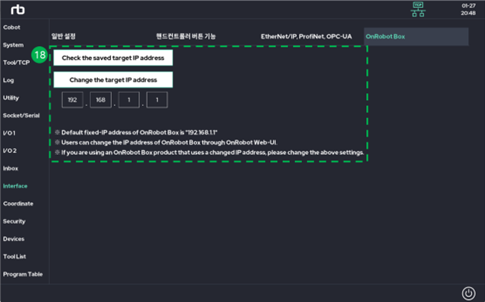 rb
TCP
01-27
20:48
Cobot
System
Tool/TCP
Log
Utility
Socket/Serial
I/O 1
I/O 2
Inbox
Interface
Coordinate
Security
Devices
Tool List
Program Table
일반 설정
핸드컨트롤러 버튼 기능
EtherNet/IP, ProfiNet, OPC-UA
OnRobot Box
18
Check the saved target IP address
Change the target IP address
192 . 168 . 1 . 1
Default fixed-IP address of OnRobot Box is "192.168.1.1"
Users can change the IP address of OnRobot Box through OnRobot Web-UI.
If you are using an OnRobot Box product that uses a changed IP address, please change the above settings.